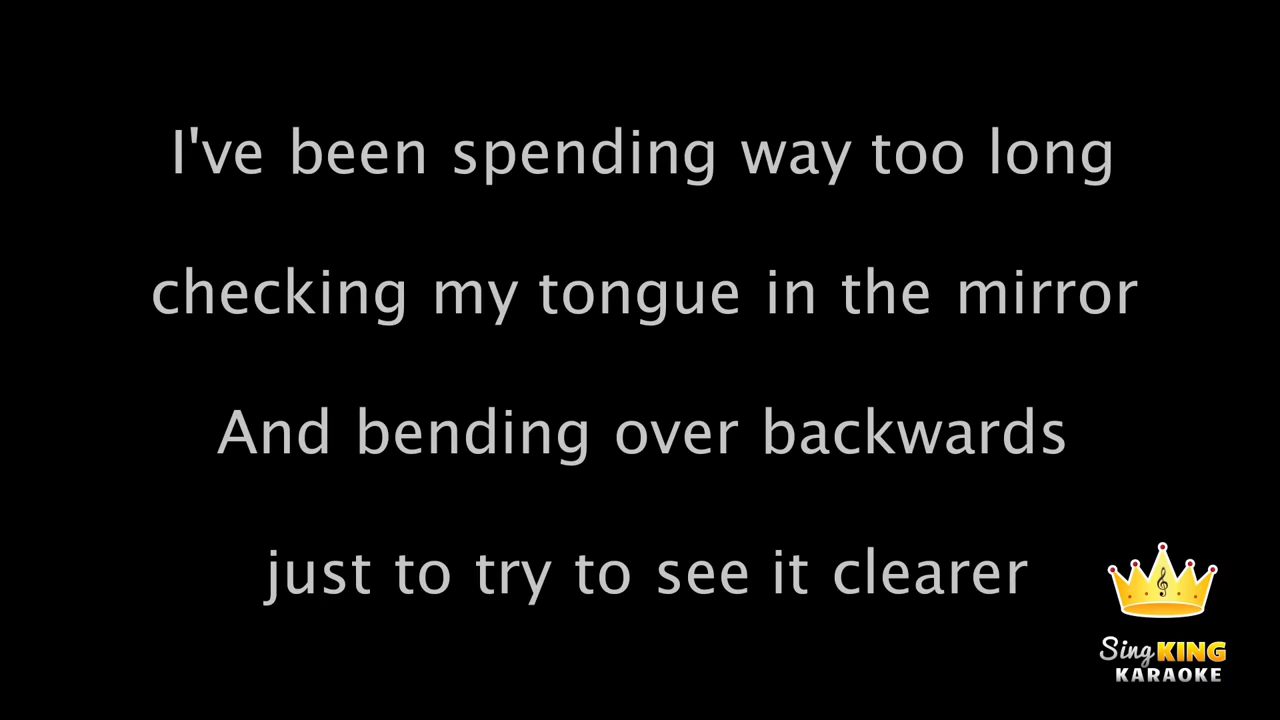 I've been spending way too long
checking my tongue in the mirror
And bending over backwards
just to try to see it clearer
Sing KING
KARAOKE